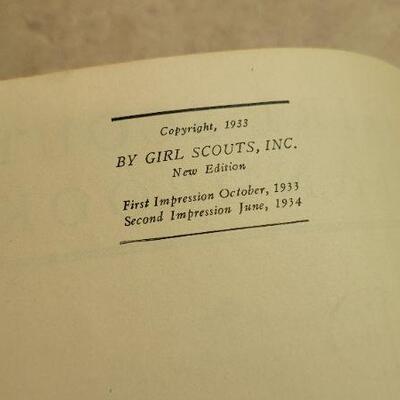 Copyright, 1933
BY GIRL SCOUTS, INC.
New Edition
First Impression October, 1933
Second Impression June, 1934